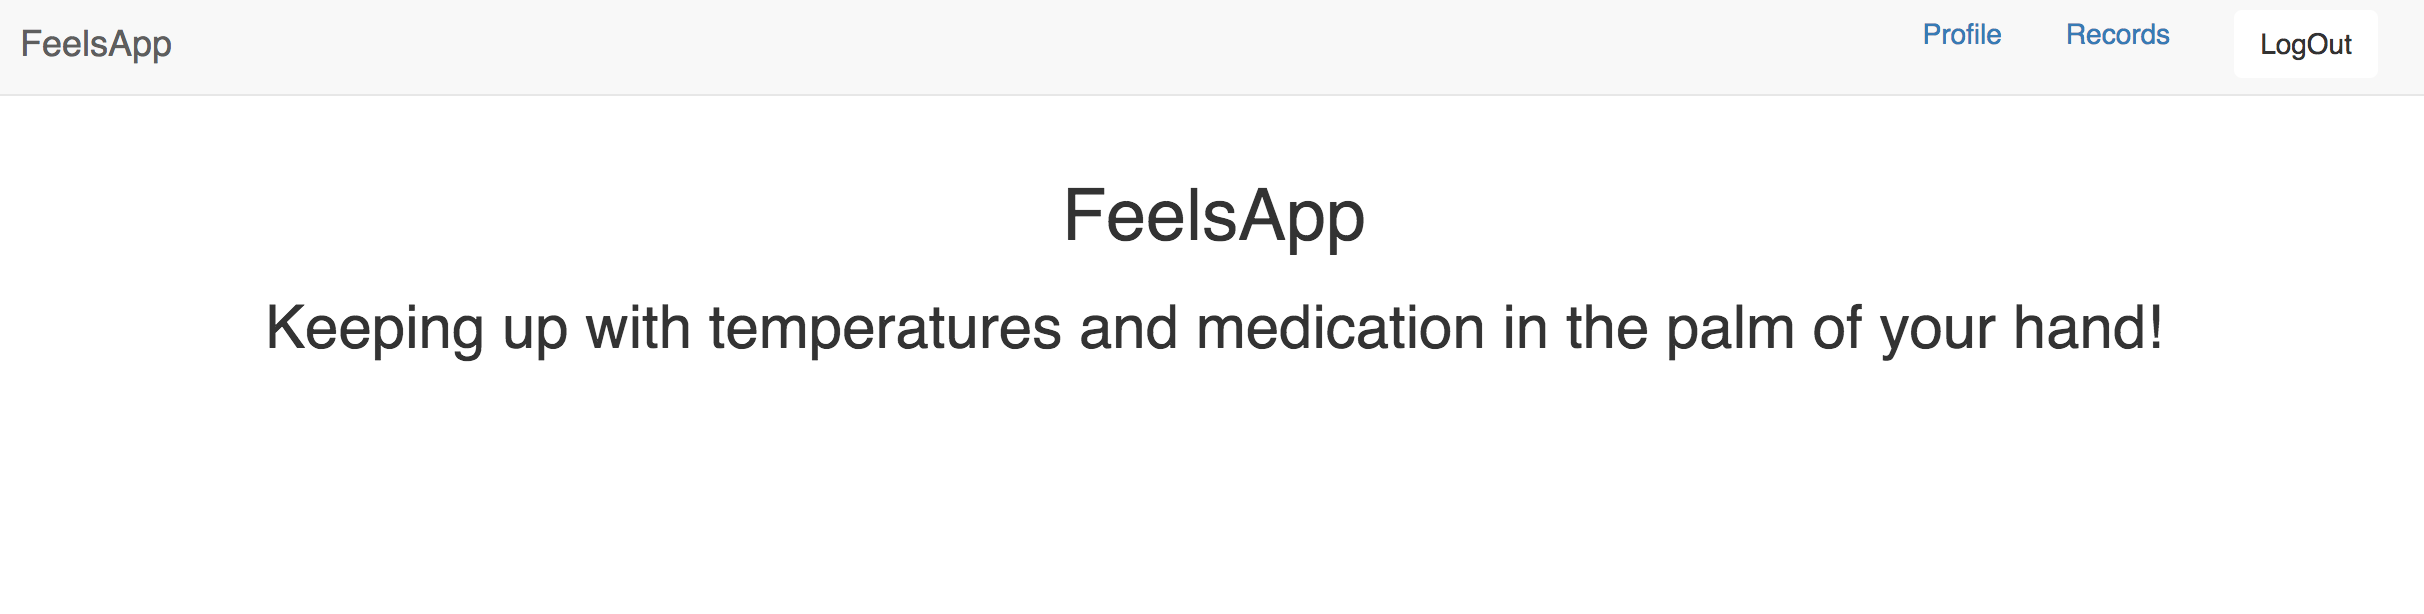 FeelsApp Profile Records LogOut
FeelsApp
Keeping up with temperatures and medication in the palm of your hand!